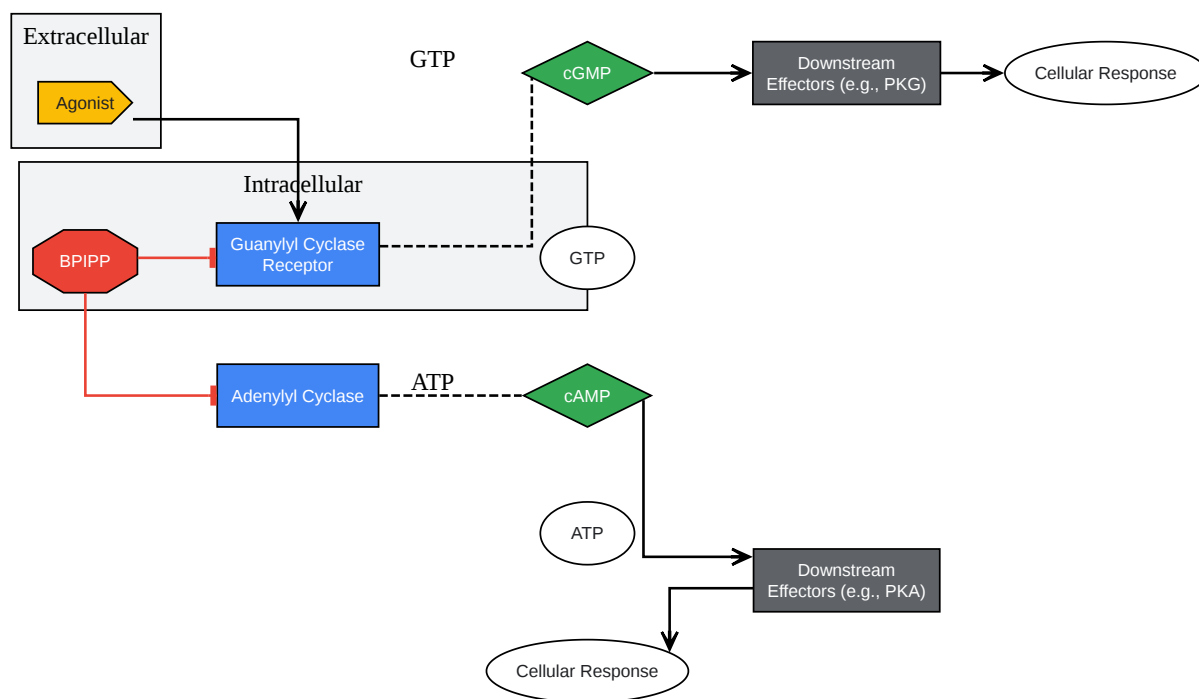 Extracellular
Agonist
GTP
cGMP
Downstream
Effectors (e.g., PKG)
Cellular Response
Intracellular
BPIPP
Guanylyl Cyclase
Receptor
GTP
Adenylyl Cyclase
ATP
cAMP
ATP
Downstream
Effectors (e.g., PKA)
Cellular Response